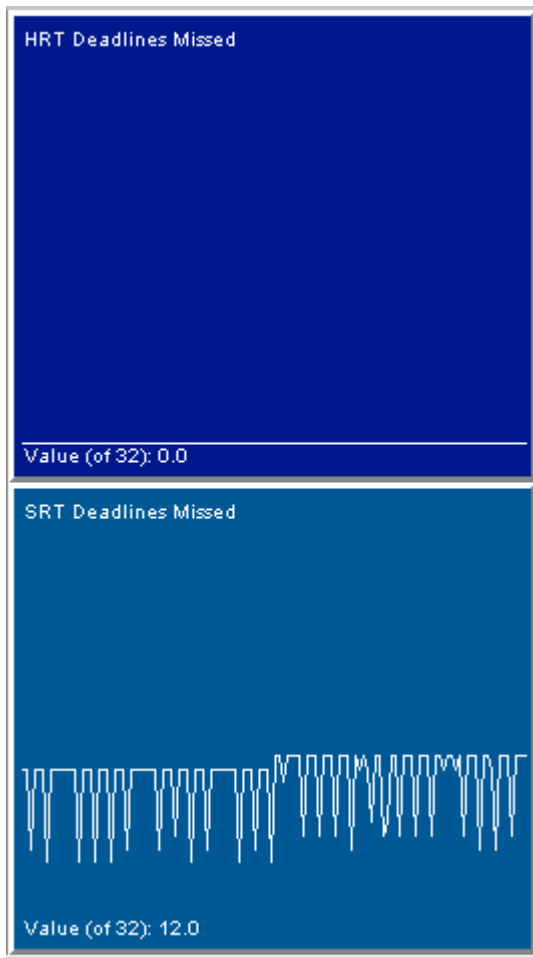 HRT Deadlines Missed
Value (of 32): 0.0
SRT Deadlines Missed
Value (of 32): 12.0